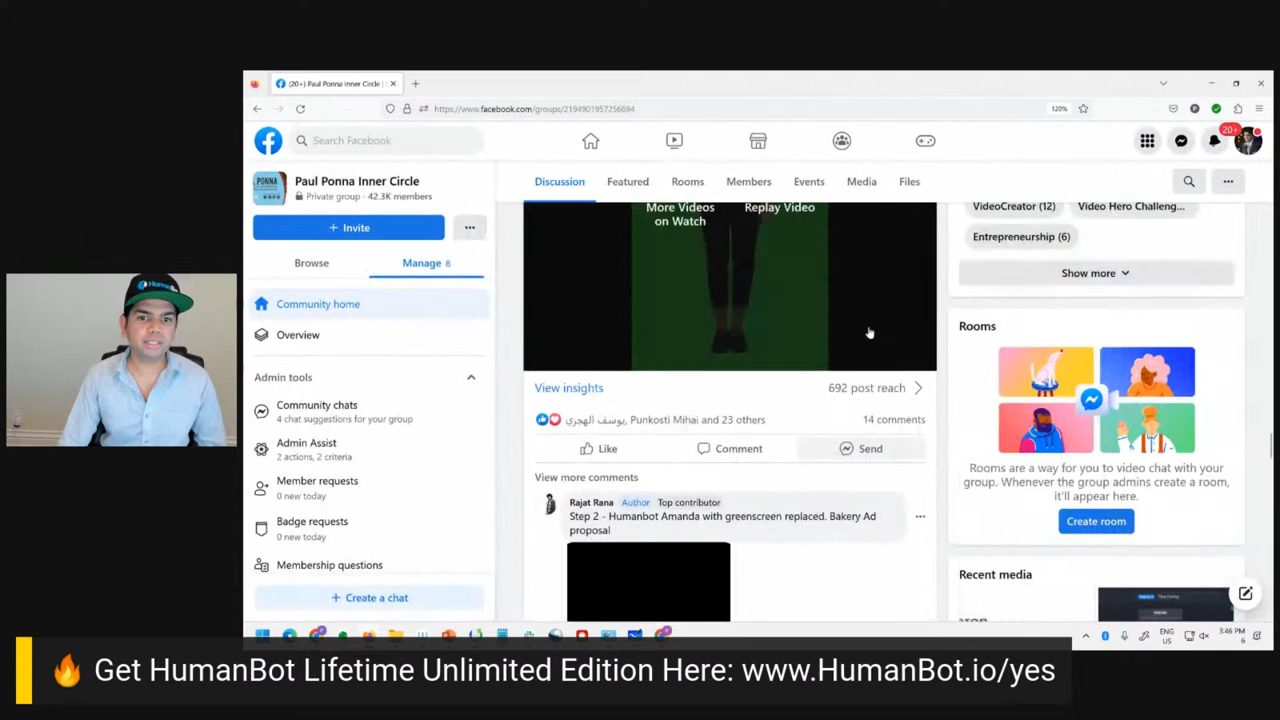 (20+) Paul Ponna Inner Circle |
https://www.facebook.com/groups/2194901957256694
120%
Search Facebook
20+
PONNA
Paul Ponna Inner Circle
Private group · 42.3K members
+ Invite
Browse
Manage 8
Community home
Overview
Admin tools
Community chats
4 chat suggestions for your group
Admin Assist
2 actions, 2 criteria
Member requests
0 new today
Badge requests
0 new today
Membership questions
+ Create a chat
Discussion
Featured
Rooms
Members
Events
Media
Files
More Videos
on Watch
Replay Video
View insights
692 post reach
يوسف الهجري, Punkosti Mihai and 23 others
14 comments
Like
Comment
Send
View more comments
Rajat Rana Author Top contributor
Step 2 - Humanbot Amanda with greenscreen replaced. Bakery Ad
proposal
VideoCreator (12)
Video Hero Challeng...
Entrepreneurship (6)
Show more
Rooms
Rooms are a way for you to video chat with your
group. Whenever the group admins create a room,
it'll appear here.
Create room
Recent media
ENG
US
3:46 PM
6
🔥 Get HumanBot Lifetime Unlimited Edition Here: www.HumanBot.io/yes